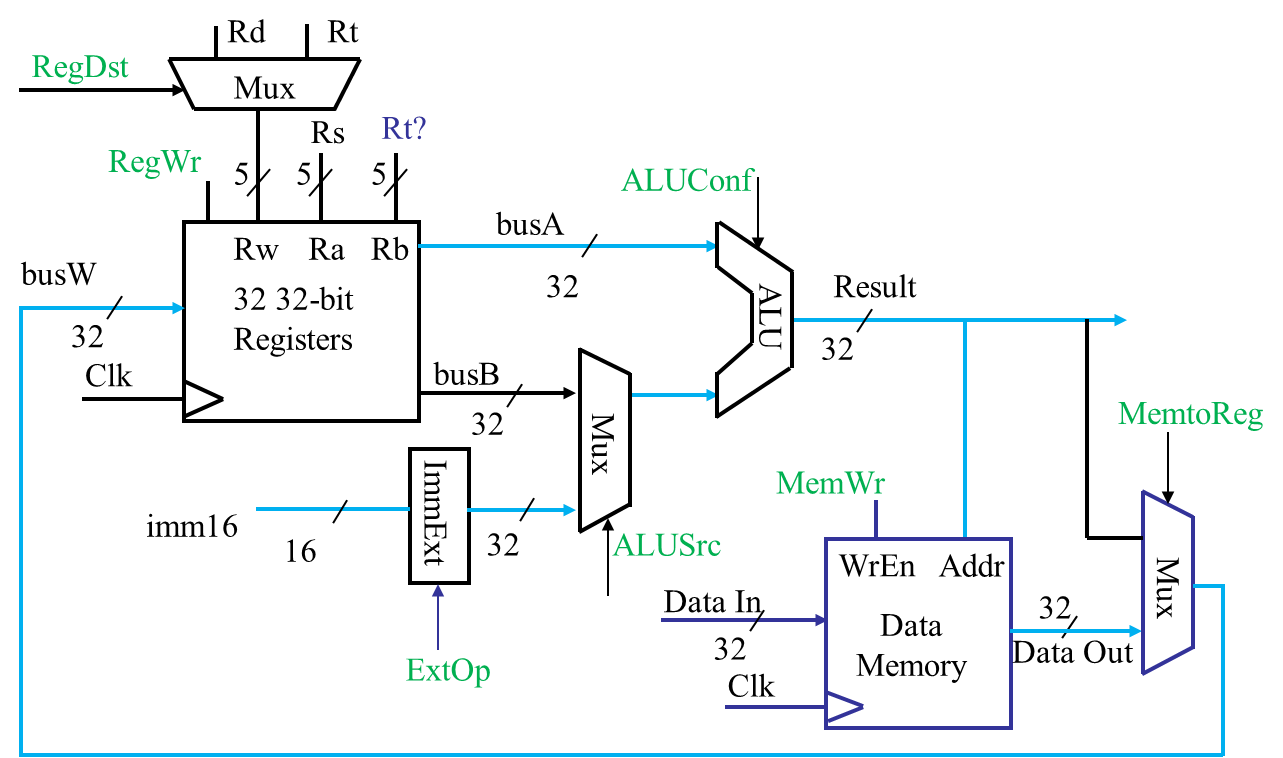 Rd
Rt
RegDst
Mux
Rs
Rt?
RegWr
5
5
5
ALUConf
Rw
Ra
Rb
busA
32
busW
32
32 32-bit
Registers
Clk
busB
32
ALU
Result
32
Mux
MemtoReg
imm16
16
ImmExt
32
ALUSrc
ExtOp
MemWr
WrEn
Addr
Data In
32
Data
Memory
Clk
32
Data Out
Mux